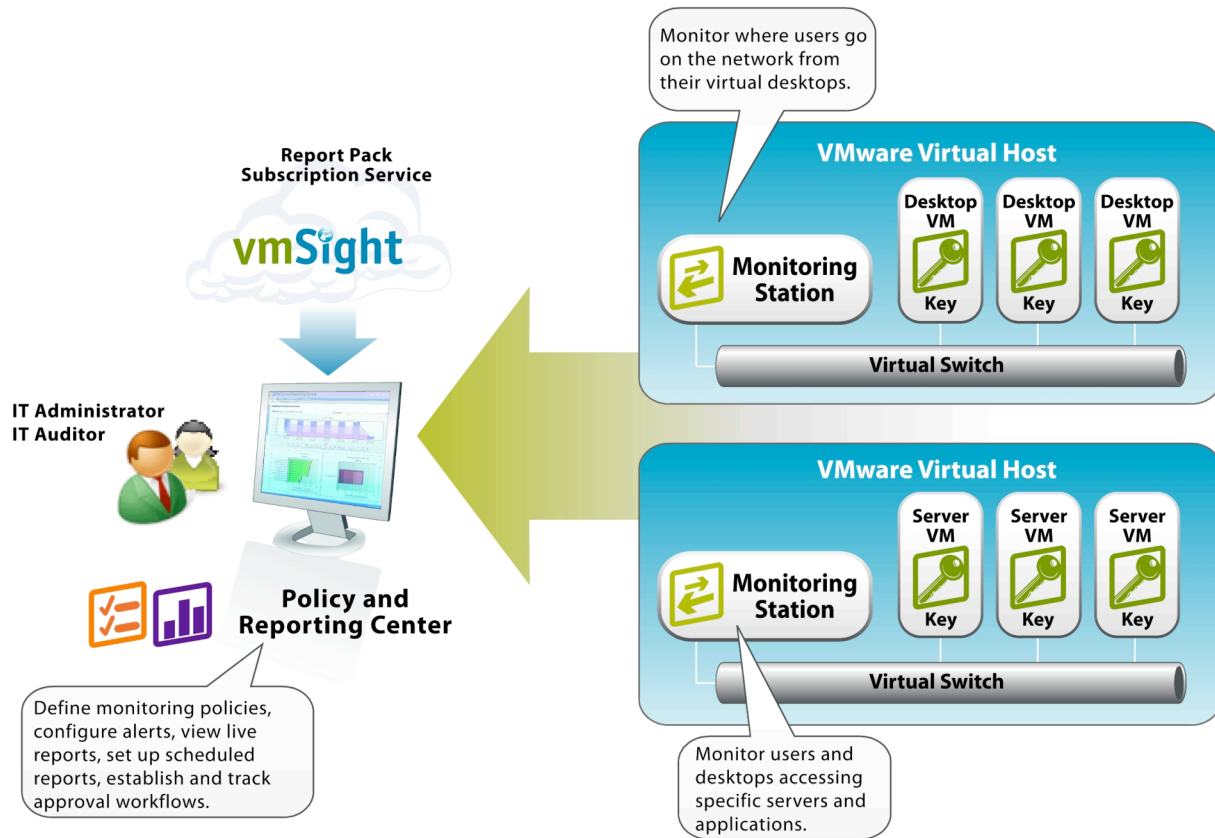 Monitor where users go
on the network from
their virtual desktops.
Report Pack
Subscription Service
vmSight
IT Administrator
IT Auditor
Policy and
Reporting Center
Define monitoring policies,
configure alerts, view live
reports, set up scheduled
reports, establish and track
approval workflows.
VMware Virtual Host
Monitoring
Station
Desktop
VM
Key
Desktop
VM
Key
Desktop
VM
Key
Virtual Switch
VMware Virtual Host
Monitoring
Station
Server
VM
Key
Server
VM
Key
Server
VM
Key
Virtual Switch
Monitor users and
desktops accessing
specific servers and
applications.